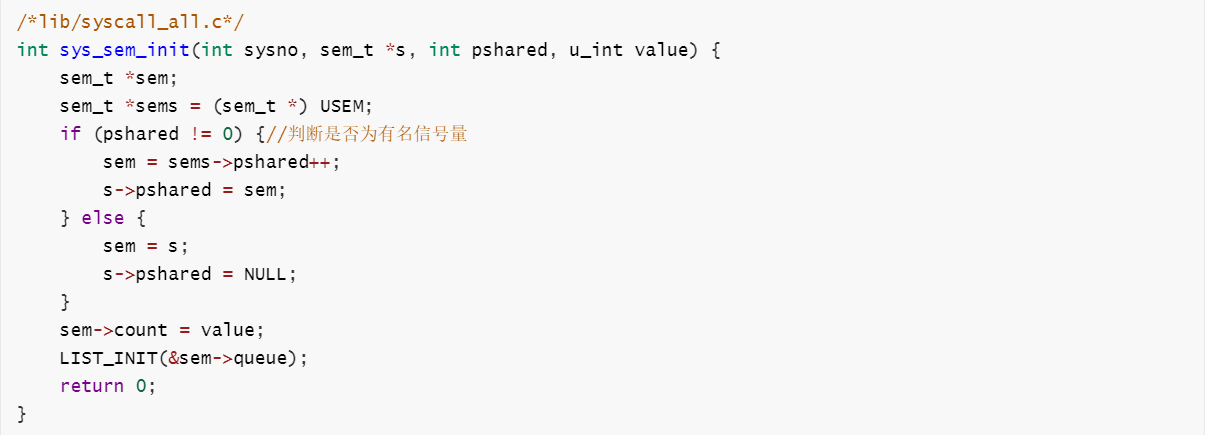 /*lib/syscall_all.c*/
int sys_sem_init(int sysno, sem_t *s, int pshared, u_int value) {
    sem_t *sem;
    sem_t *sems = (sem_t *) USEM;
    if (pshared != 0) {//判断是否为有名信号量
        sem = sems->pshared++;
        s->pshared = sem;
    } else {
        sem = s;
        s->pshared = NULL;
    }
    sem->count = value;
    LIST_INIT(&sem->queue);
    return 0;
}